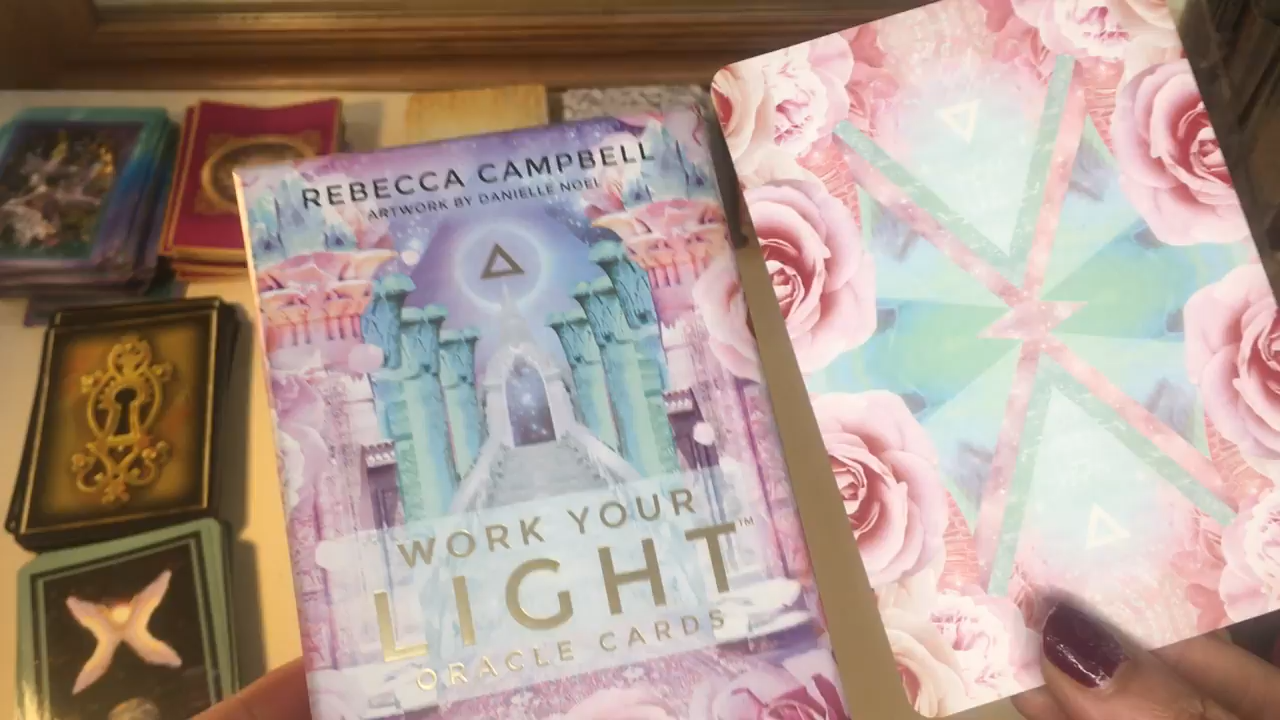 REBECCA CAMPBELL
ARTWORK BY DANIELLE NOEL
WORK YOUR
LIGHT™
ORACLE CARDS